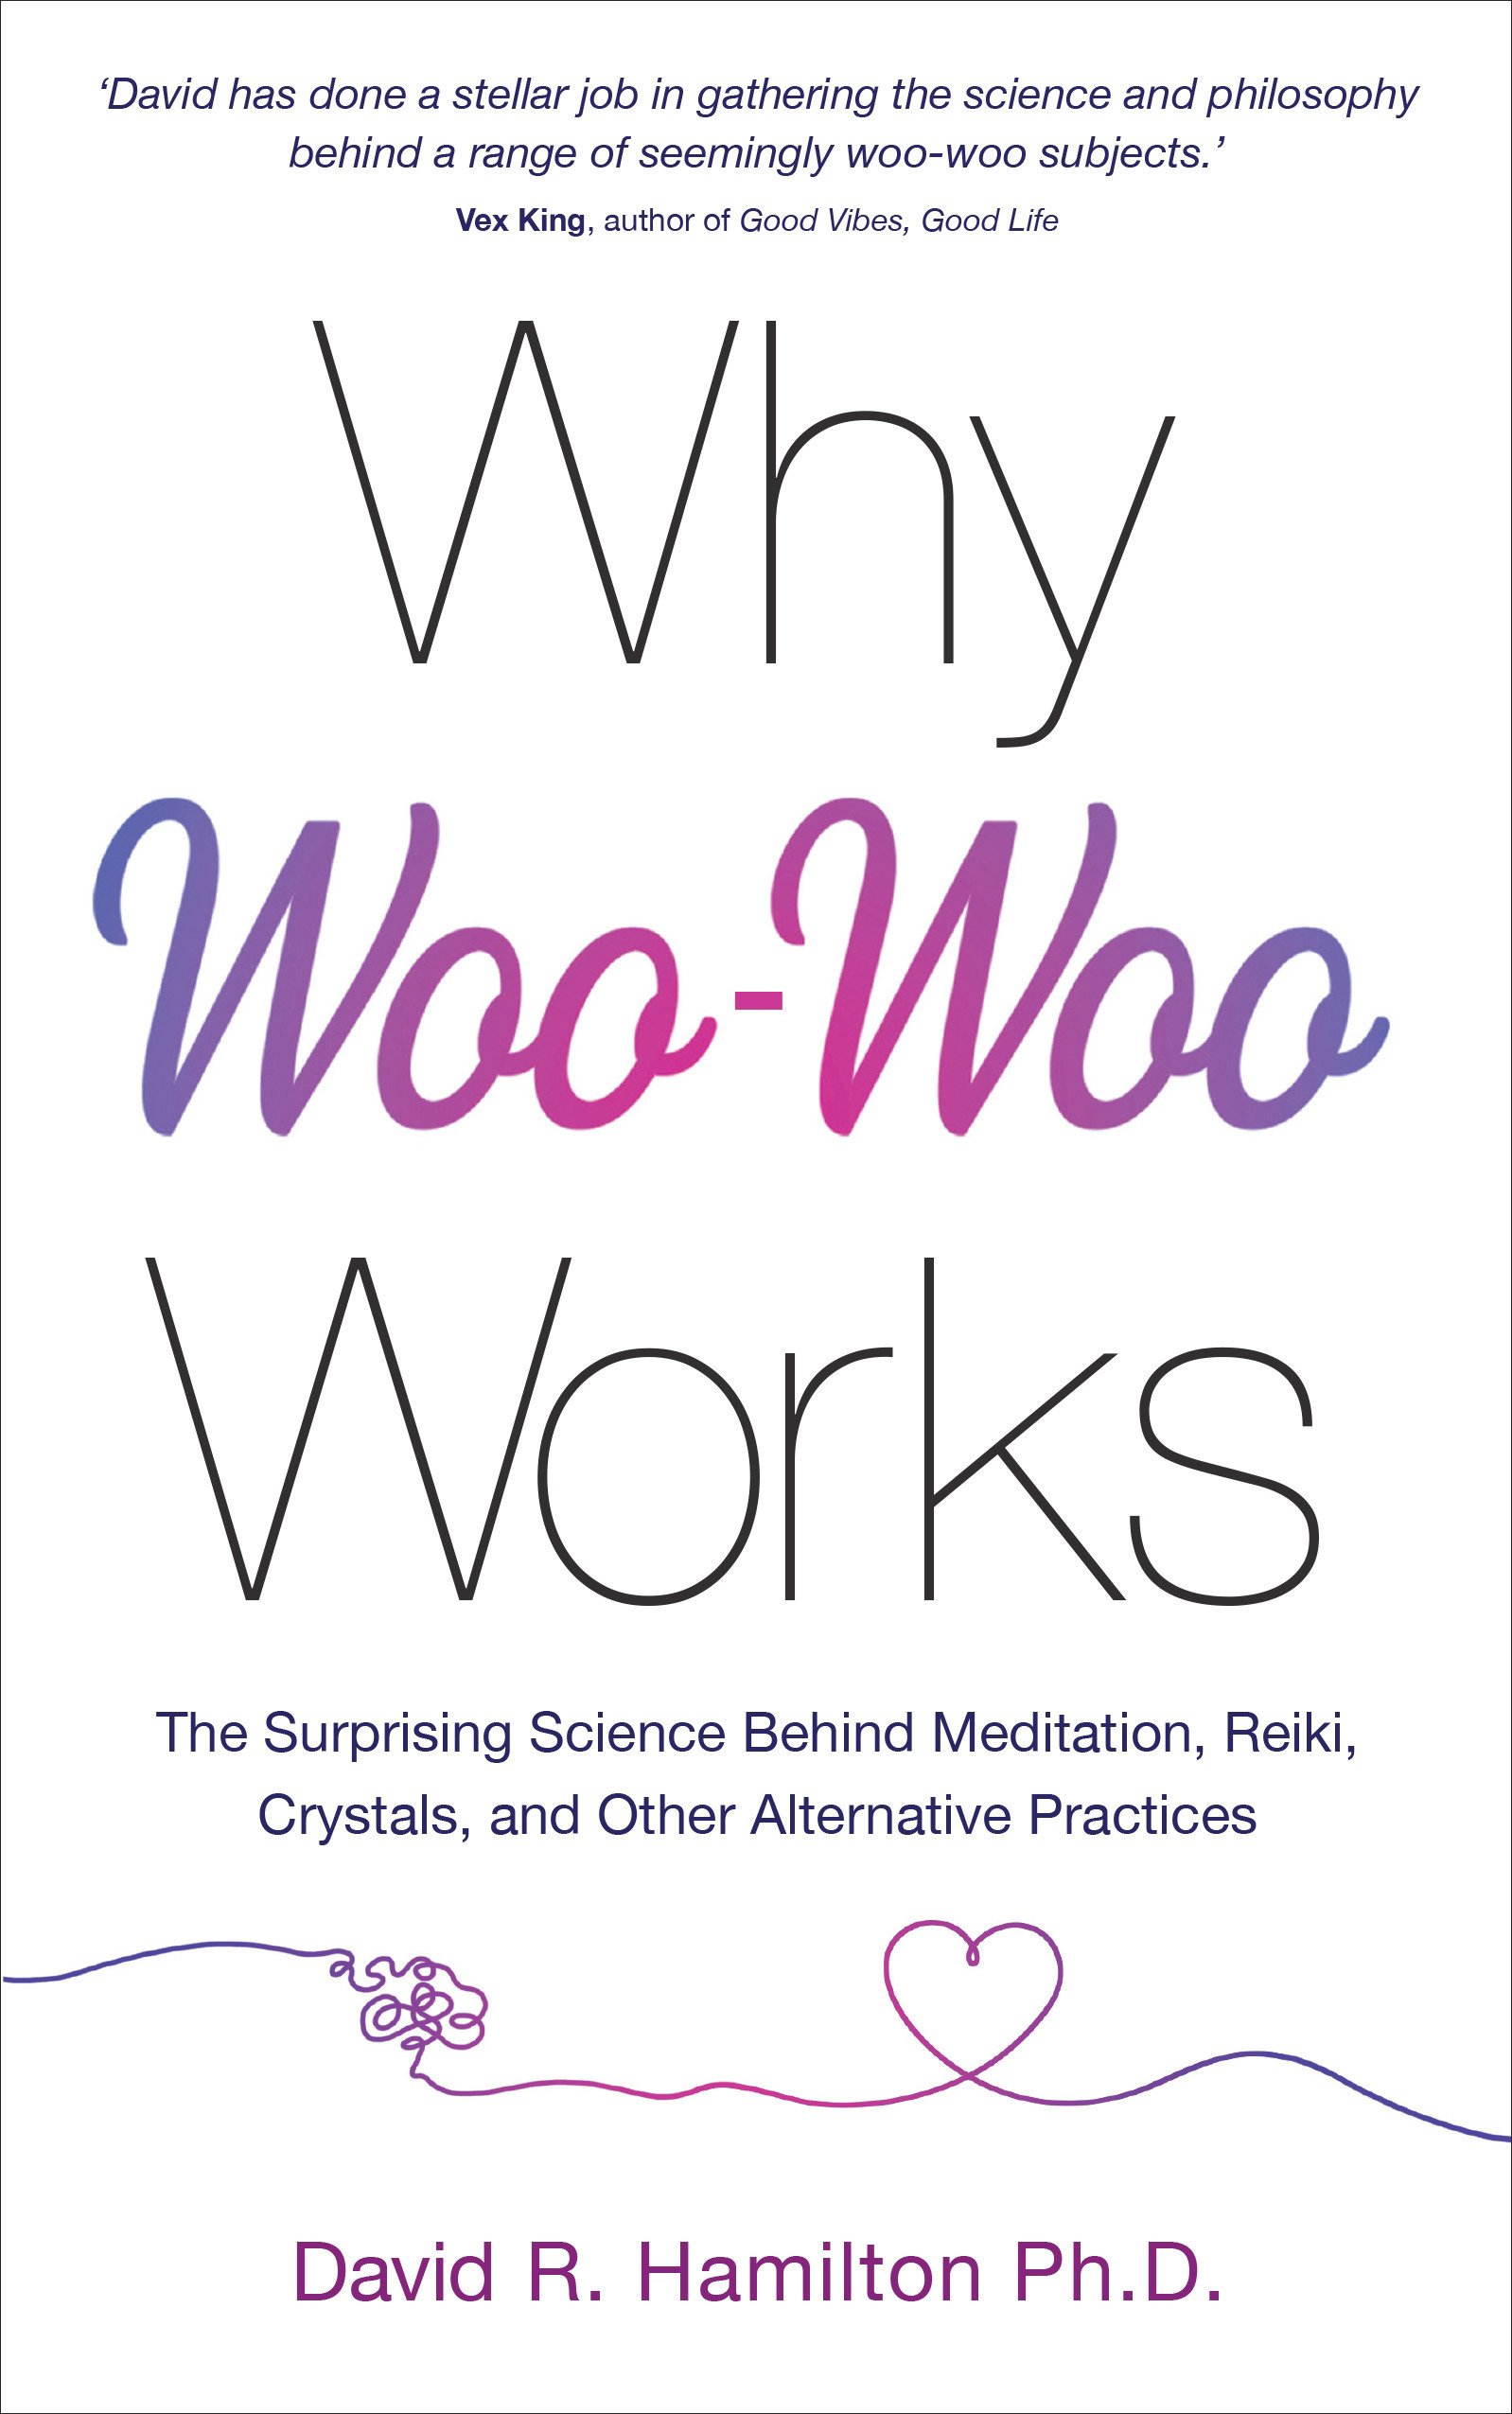 ‘David has done a stellar job in gathering the science and philosophy
behind a range of seemingly woo-woo subjects.’
Vex King, author of Good Vibes, Good Life
Why
Woo-Woo
Works
The Surprising Science Behind Meditation, Reiki,
Crystals, and Other Alternative Practices
David R. Hamilton Ph.D.